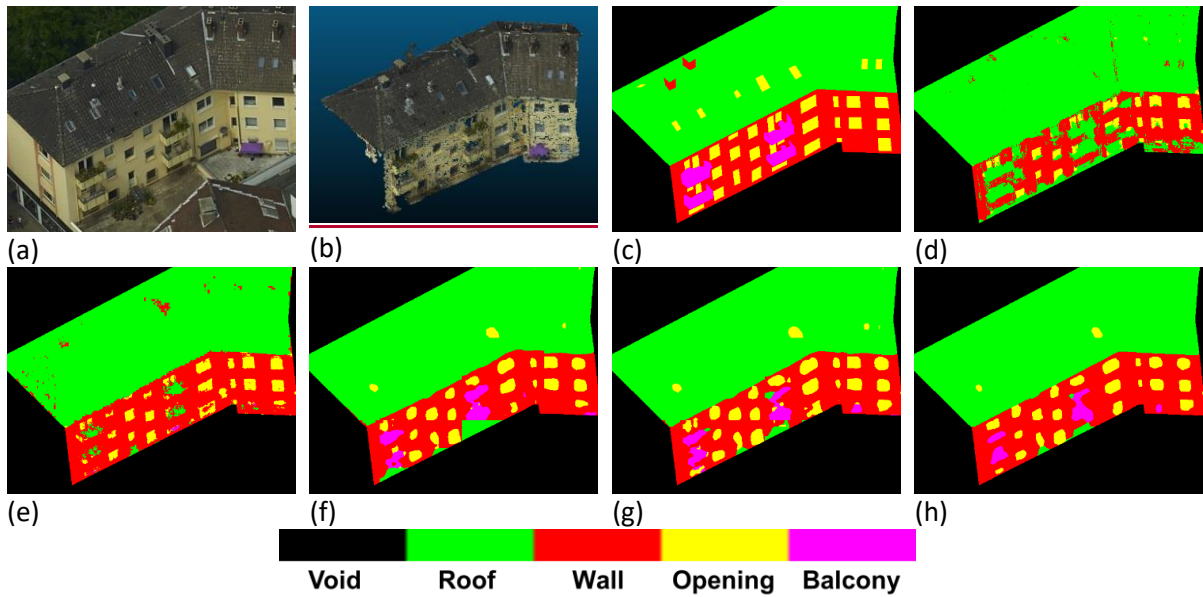 (a) (b) (c) (d)
(e) (f) (g) (h)
Void Roof Wall Opening Balcony